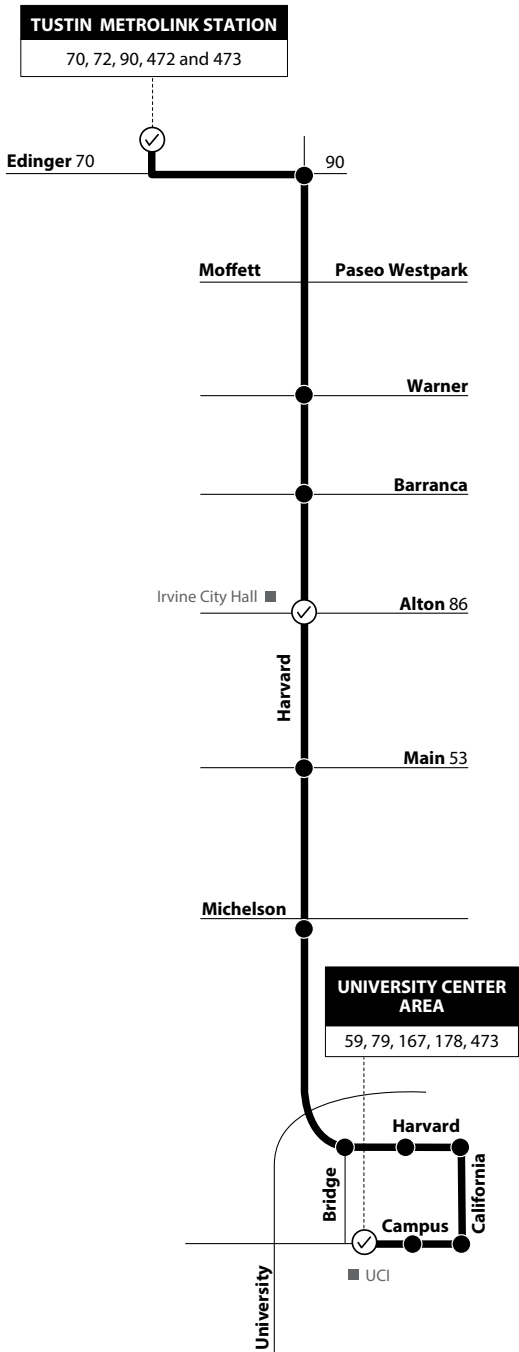 TUSTIN METROLINK STATION
70, 72, 90, 472 and 473
Edinger 70
90
Moffett
Paseo Westpark
Warner
Barranca
Irvine City Hall
Alton 86
Harvard
Main 53
Michelson
UNIVERSITY CENTER
AREA
59, 79, 167, 178, 473
Harvard
Bridge
California
Campus
UCI
University